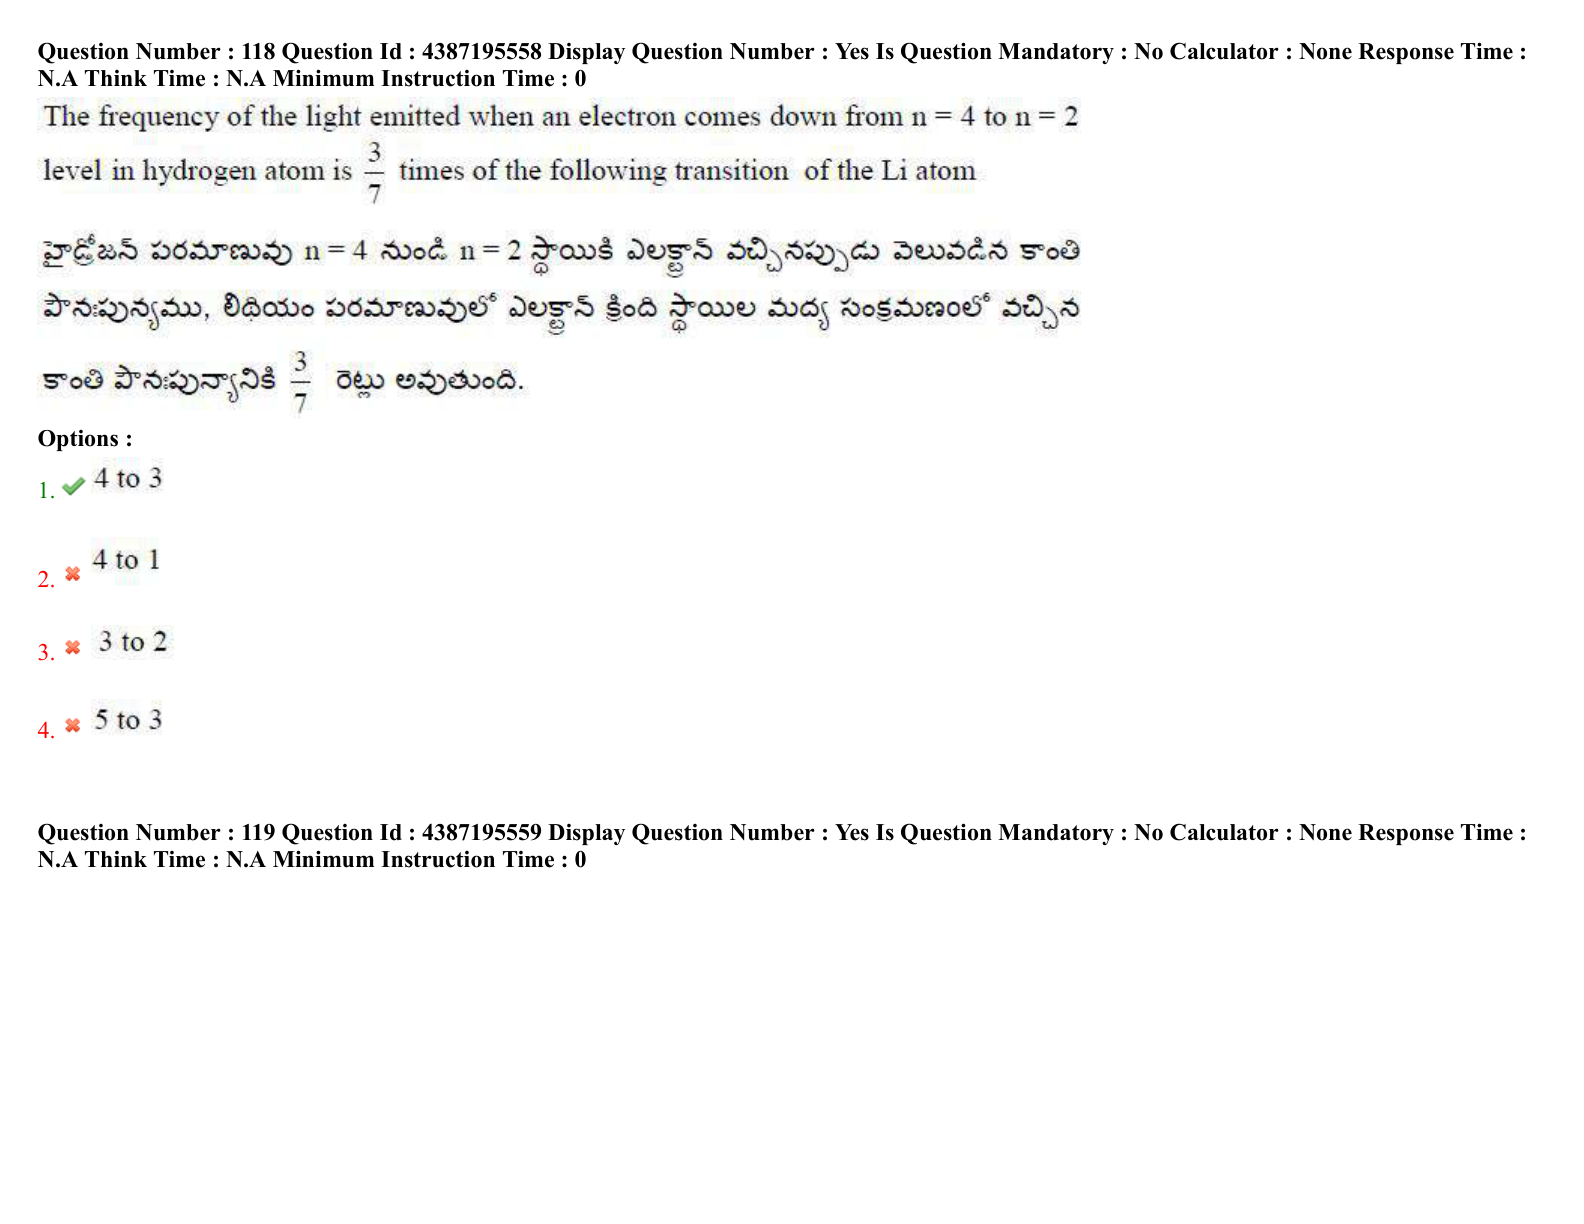 Question Number : 118 Question Id : 4387195558 Display Question Number : Yes Is Question Mandatory : No Calculator : None Response Time :
N.A Think Time : N.A Minimum Instruction Time : 0
The frequency of the light emitted when an electron comes down from n = 4 to n = 2
level in hydrogen atom is 3/7 times of the following transition of the Li atom
హైడ్రోజన్ పరమాణువు n = 4 నుండి n = 2 స్థాయికి ఎలక్ట్రాన్ వచ్చినప్పుడు వెలువడిన కాంతి
పౌనఃపున్యము, లిథియం పరమాణువులో ఎలక్ట్రాన్ క్రింది స్థాయిల మద్య సంక్రమణంలో వచ్చిన
కాంతి పౌనఃపున్యానికి 3/7 రెట్లు అవుతుంది.
Options :
1. 4 to 3
2. 4 to 1
3. 3 to 2
4. 5 to 3
Question Number : 119 Question Id : 4387195559 Display Question Number : Yes Is Question Mandatory : No Calculator : None Response Time :
N.A Think Time : N.A Minimum Instruction Time : 0